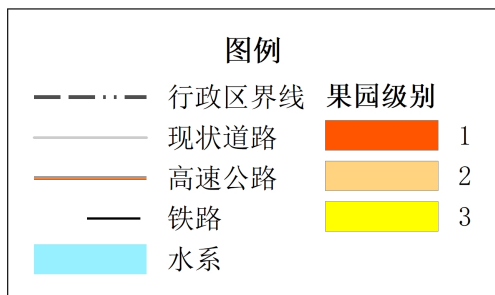 图例
行政区界线 果园级别
现状道路 1
高速公路 2
铁路 3
水系